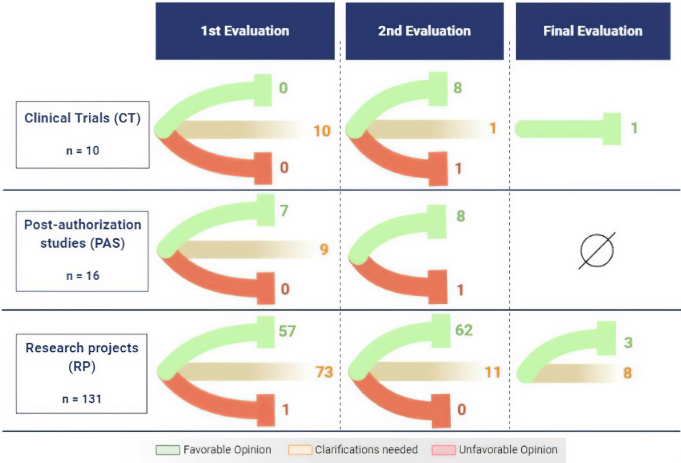 1st Evaluation
2nd Evaluation
Final Evaluation
Clinical Trials (CT)
n = 10
0
10
0
8
1
1
1
Post-authorization
studies (PAS)
n = 16
7
9
0
8
1
Research projects
(RP)
n = 131
57
73
1
62
11
0
3
8
Favorable Opinion
Clarifications needed
Unfavorable Opinion